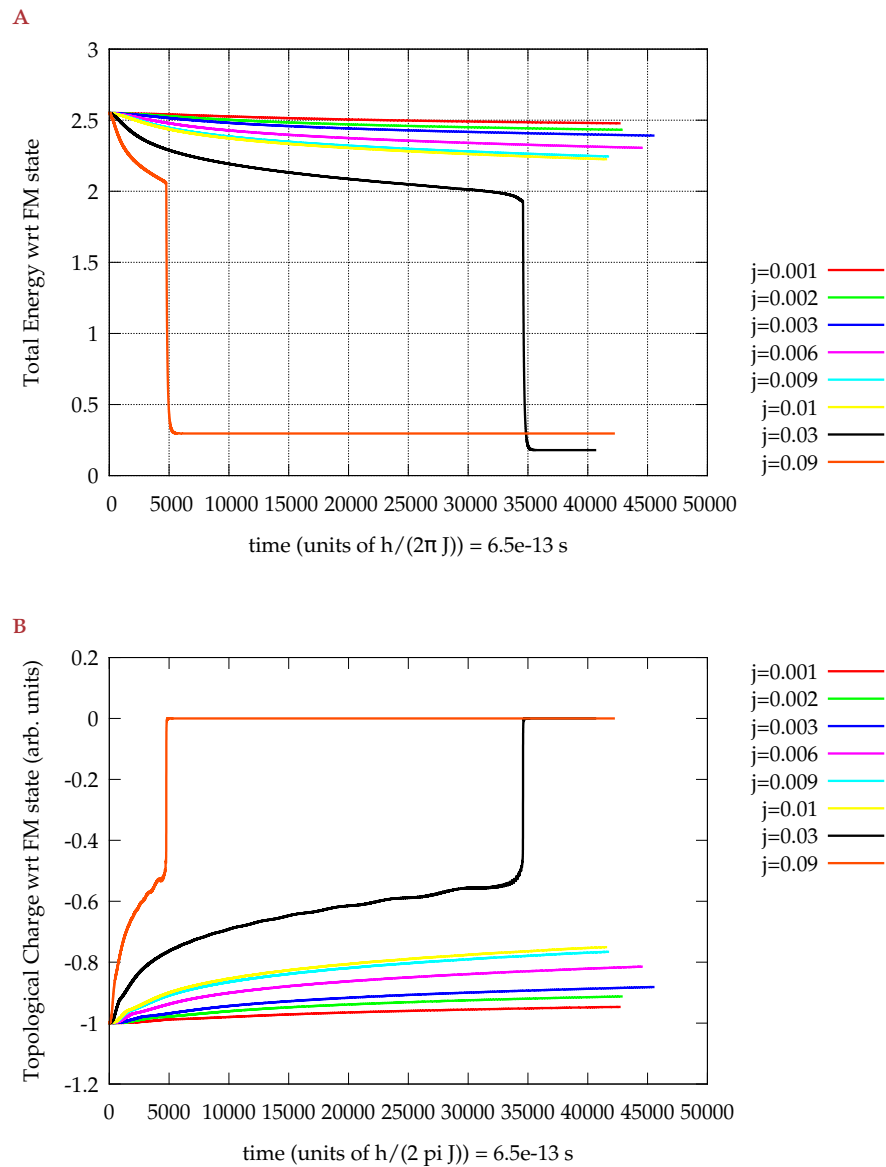 A
3
2.5
2
1.5
1
0.5
0
Total Energy wrt FM state
0 5000 10000 15000 20000 25000 30000 35000 40000 45000 50000
time (units of h/(2π J)) = 6.5e-13 s
j=0.001
j=0.002
j=0.003
j=0.006
j=0.009
j=0.01
j=0.03
j=0.09
B
0.2
0
-0.2
-0.4
-0.6
-0.8
-1
-1.2
Topological Charge wrt FM state (arb. units)
0 5000 10000 15000 20000 25000 30000 35000 40000 45000 50000
time (units of h/(2 pi J)) = 6.5e-13 s
j=0.001
j=0.002
j=0.003
j=0.006
j=0.009
j=0.01
j=0.03
j=0.09